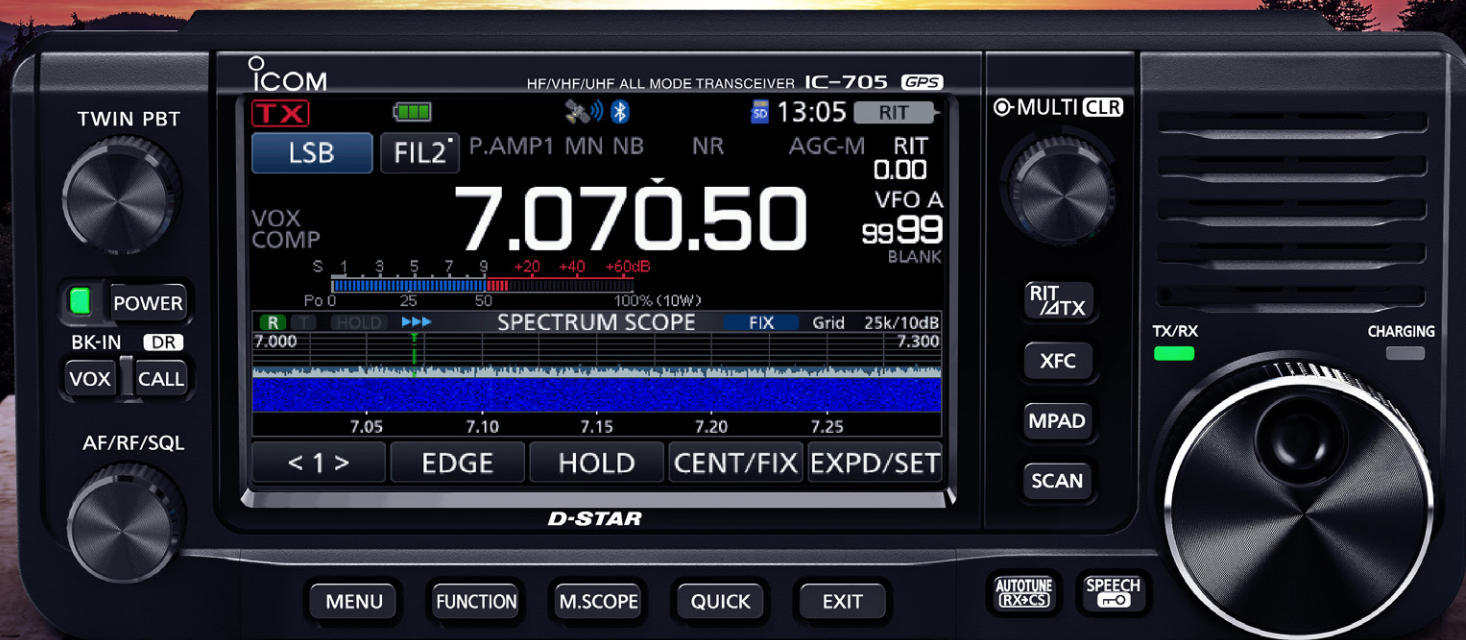 ICOM
HF/VHF/UHF ALL MODE TRANSCEIVER IC-705 GPS
TWIN PBT
MULTI CLR
TX
SD 13:05 RIT
LSB FIL2 P.AMP1 MN NB NR AGC-M RIT
0.00
VFO A
7.070.50
VOX
COMP
9999
BLANK
S 1 3 5 7 9 +20 +40 +60dB
Po 0 25 50 100% (10W)
R T HOLD SPECTRUM SCOPE FIX Grid 25k/10dB
7.000 7.300
7.05 7.10 7.15 7.20 7.25
< 1 > EDGE HOLD CENT/FIX EXPD/SET
D-STAR
POWER
BK-IN DR
VOX CALL
AF/RF/SQL
RIT
⊿TX
XFC
MPAD
SCAN
TX/RX CHARGING
MENU FUNCTION M.SCOPE QUICK EXIT
AUTOTUNE
RX→CS
SPEECH